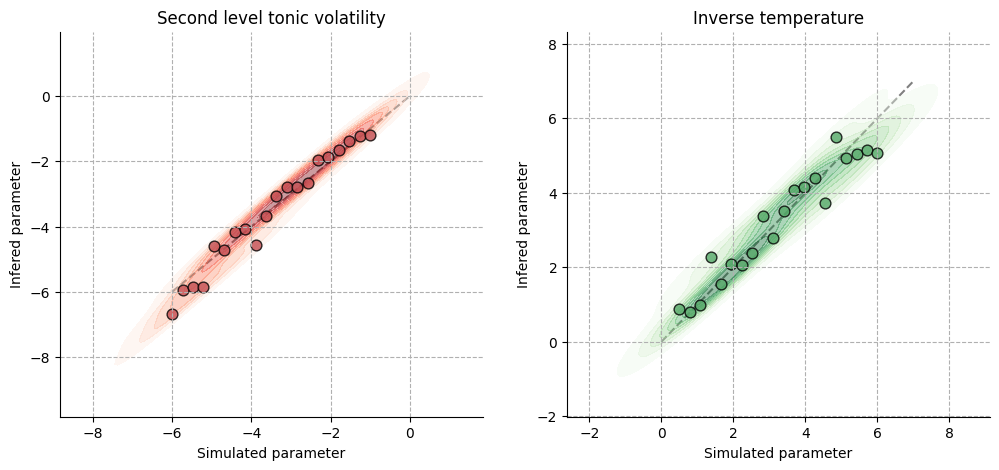 Second level tonic volatility
Infered parameter
0
−2
−4
−6
−8
−8 −6 −4 −2 0
Simulated parameter
Inverse temperature
Infered parameter
8
6
4
2
0
−2
−2 0 2 4 6 8
Simulated parameter